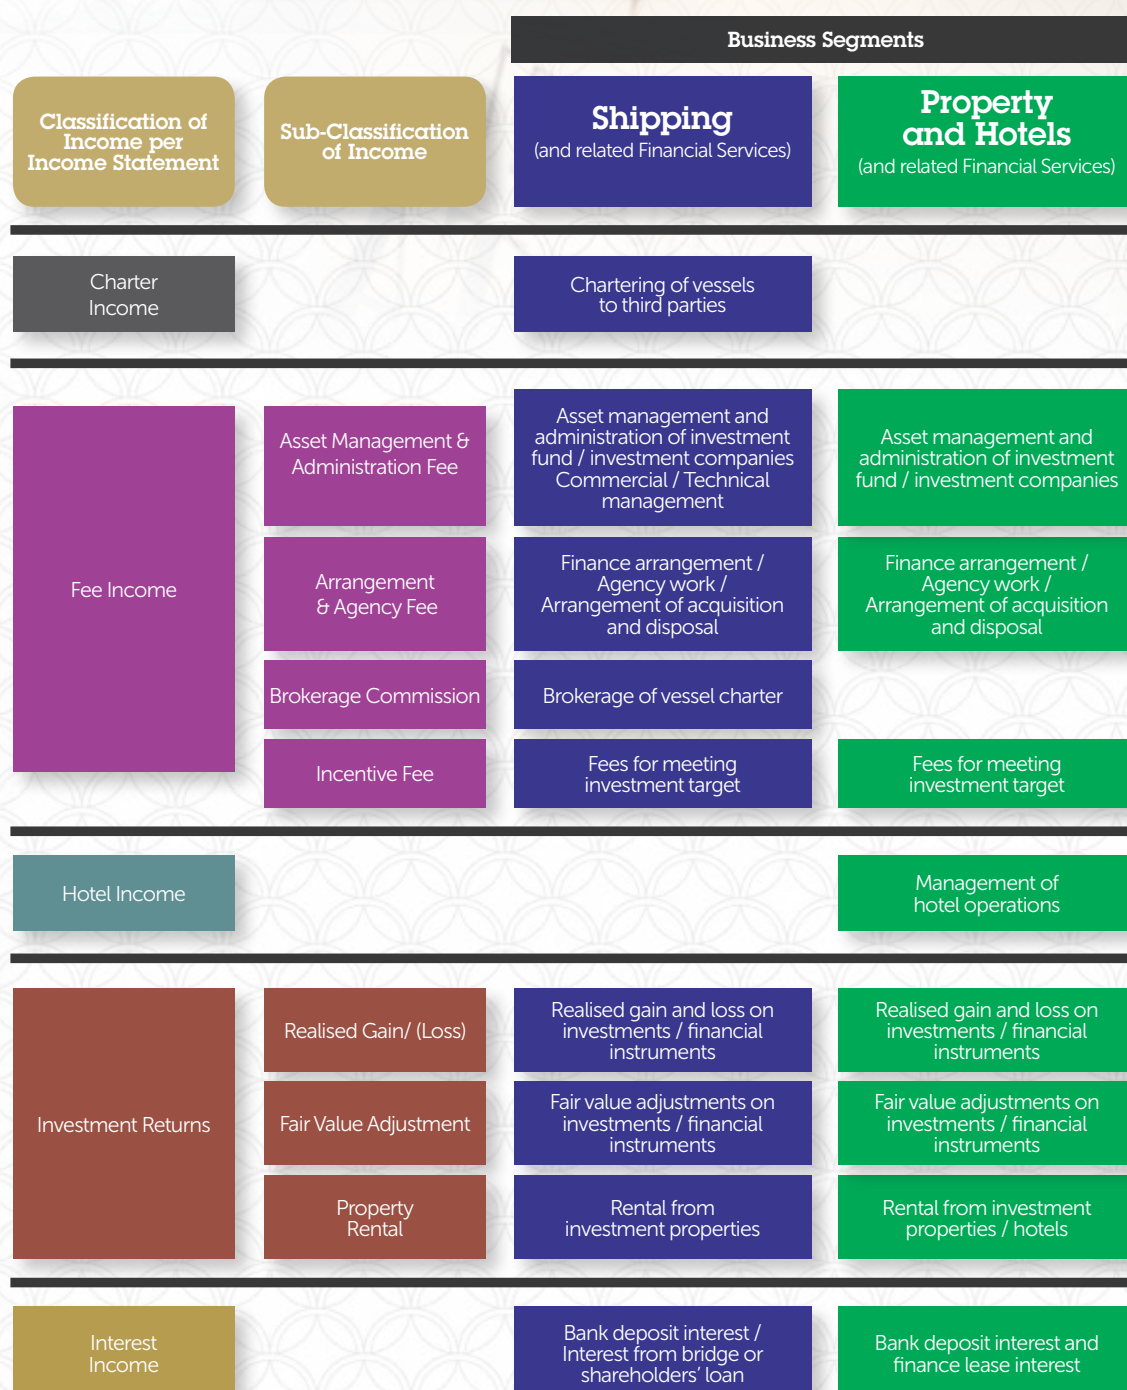 Business Segments
Classification of
Income per
Income Statement
Sub-Classification
of Income
Shipping
(and related Financial Services)
Property
and Hotels
(and related Financial Services)
Charter
Income
Chartering of vessels
to third parties
Fee Income
Asset Management &
Administration Fee
Asset management and
administration of investment
fund / investment companies
Commercial / Technical
management
Asset management and
administration of investment
fund / investment companies
Arrangement
& Agency Fee
Finance arrangement /
Agency work /
Arrangement of acquisition
and disposal
Finance arrangement /
Agency work /
Arrangement of acquisition
and disposal
Brokerage Commission
Brokerage of vessel charter
Incentive Fee
Fees for meeting
investment target
Fees for meeting
investment target
Hotel Income
Management of
hotel operations
Investment Returns
Realised Gain/ (Loss)
Realised gain and loss on
investments / financial
instruments
Realised gain and loss on
investments / financial
instruments
Fair Value Adjustment
Fair value adjustments on
investments / financial
instruments
Fair value adjustments on
investments / financial
instruments
Property
Rental
Rental from
investment properties
Rental from investment
properties / hotels
Interest
Income
Bank deposit interest /
Interest from bridge or
shareholders' loan
Bank deposit interest and
finance lease interest